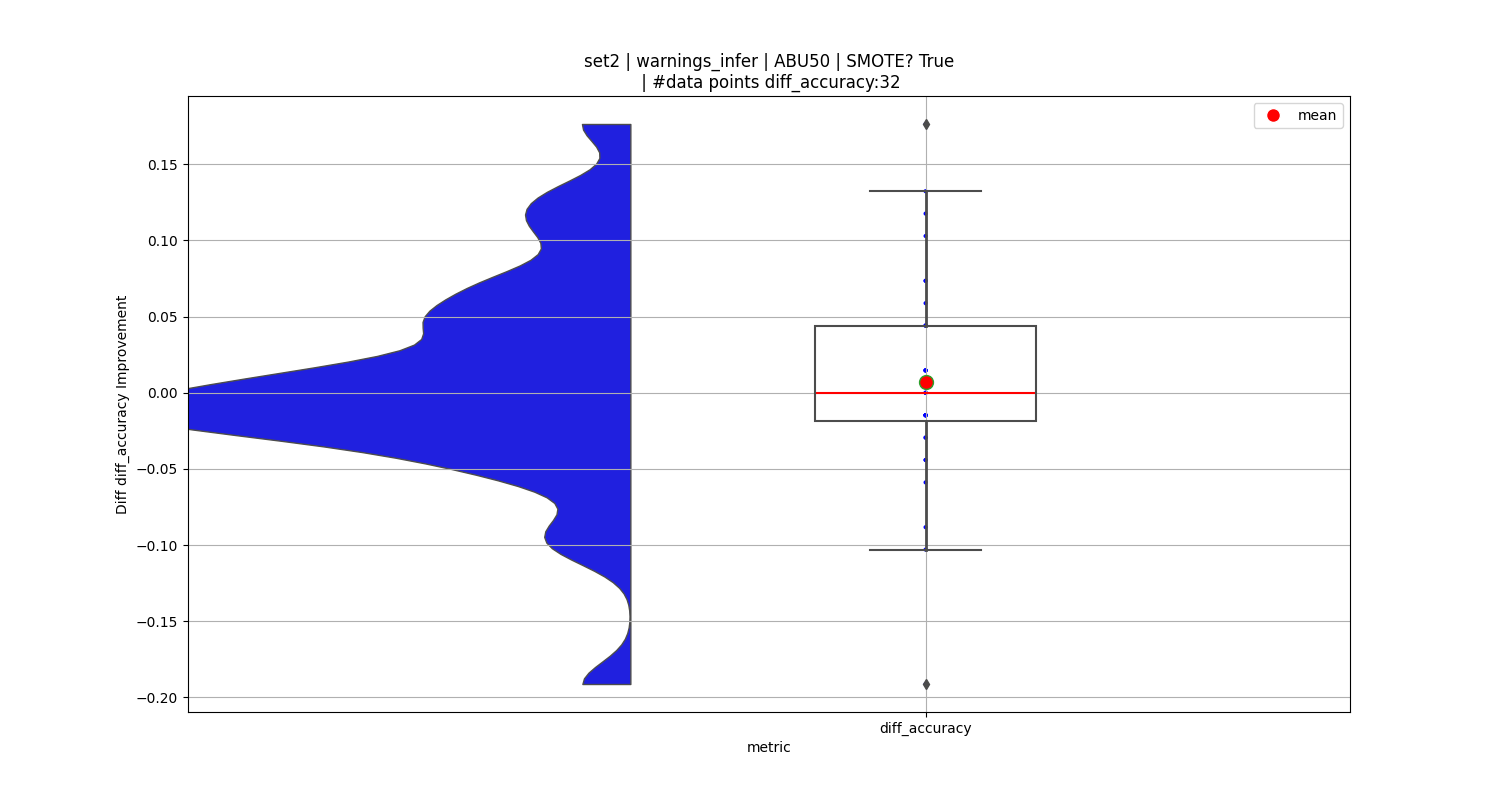 set2 | warnings_infer | ABU50 | SMOTE? True
| #data points diff_accuracy:32
mean
0.15
0.10
0.05
0.00
−0.05
−0.10
−0.15
−0.20
Diff diff_accuracy Improvement
diff_accuracy
metric